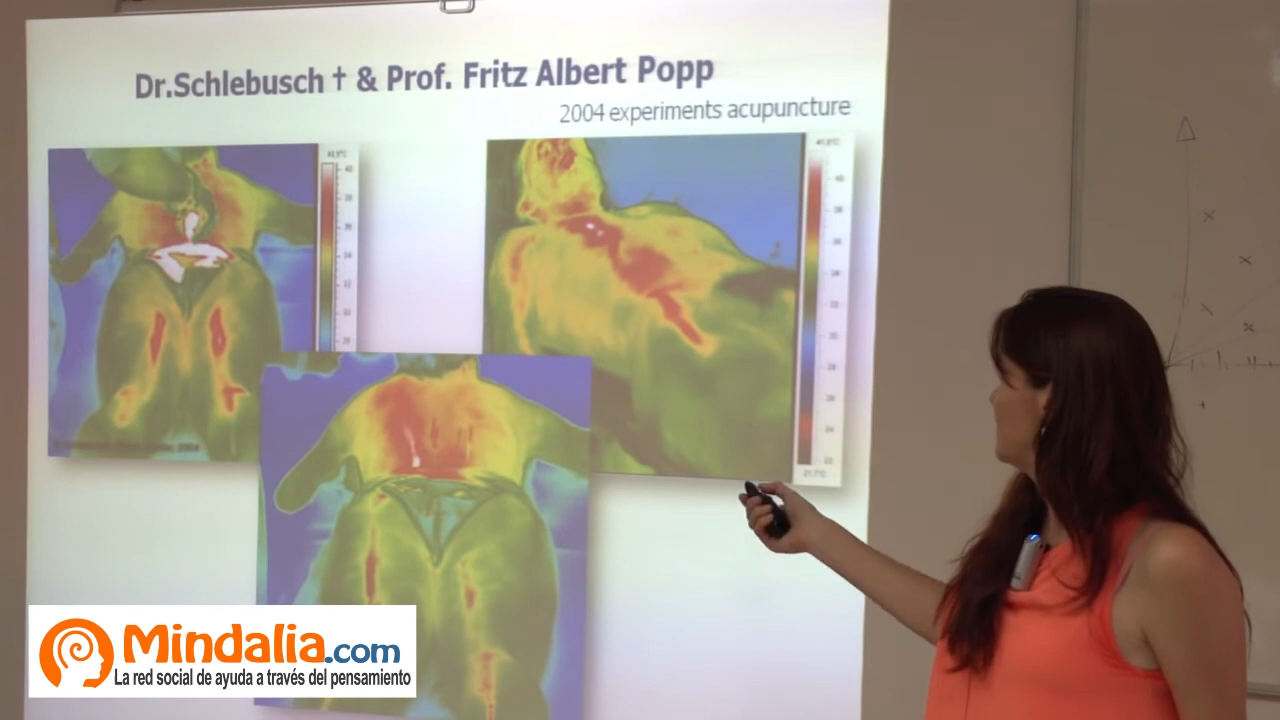 Dr.Schlebusch † & Prof. Fritz Albert Popp
2004 experiments acupuncture
Mindalia.com
La red social de ayuda a través del pensamiento